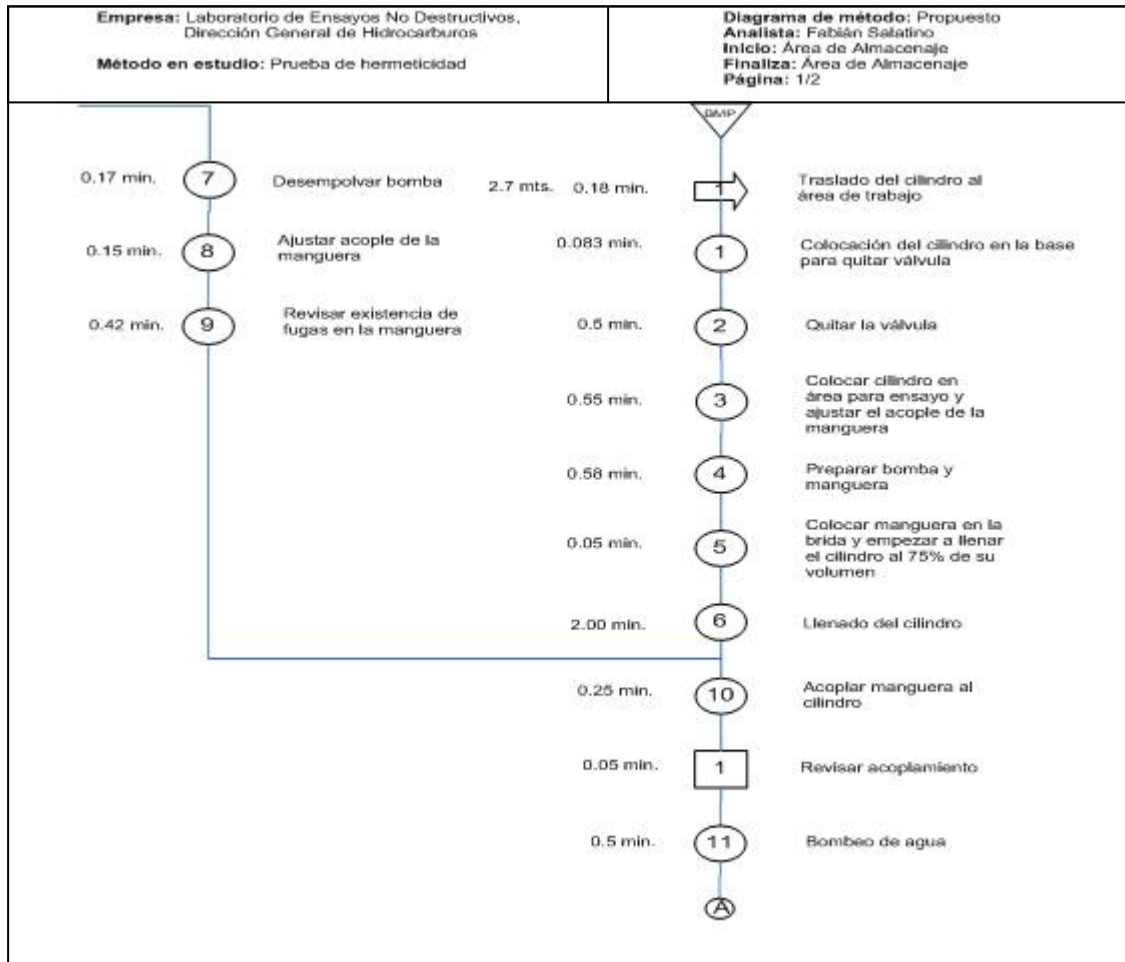 Empresa: Laboratorio de Ensayos No Destructivos,
Dirección General de Hidrocarburos
Método en estudio: Prueba de hermeticidad
Diagrama de método: Propuesto
Analista: Fabián Salatino
Inicio: Área de Almacenaje
Finaliza: Área de Almacenaje
Página: 1/2
0.17 min. 7 Desempolvar bomba
0.15 min. 8 Ajustar acople de la
manguera
0.42 min. 9 Revisar existencia de
fugas en la manguera
BMP
2.7 mts. 0.18 min. 1 Traslado del cilindro al
área de trabajo
0.083 min. 1 Colocación del cilindro en la base
para quitar válvula
0.5 min. 2 Quitar la válvula
0.55 min. 3 Colocar cilindro en
área para ensayo y
ajustar el acople de la
manguera
0.58 min. 4 Preparar bomba y
manguera
0.05 min. 5 Colocar manguera en la
brida y empezar a llenar
el cilindro al 75% de su
volumen
2.00 min. 6 Llenado del cilindro
0.25 min. 10 Acoplar manguera al
cilindro
0.05 min. 1 Revisar acoplamiento
0.5 min. 11 Bombeo de agua
A